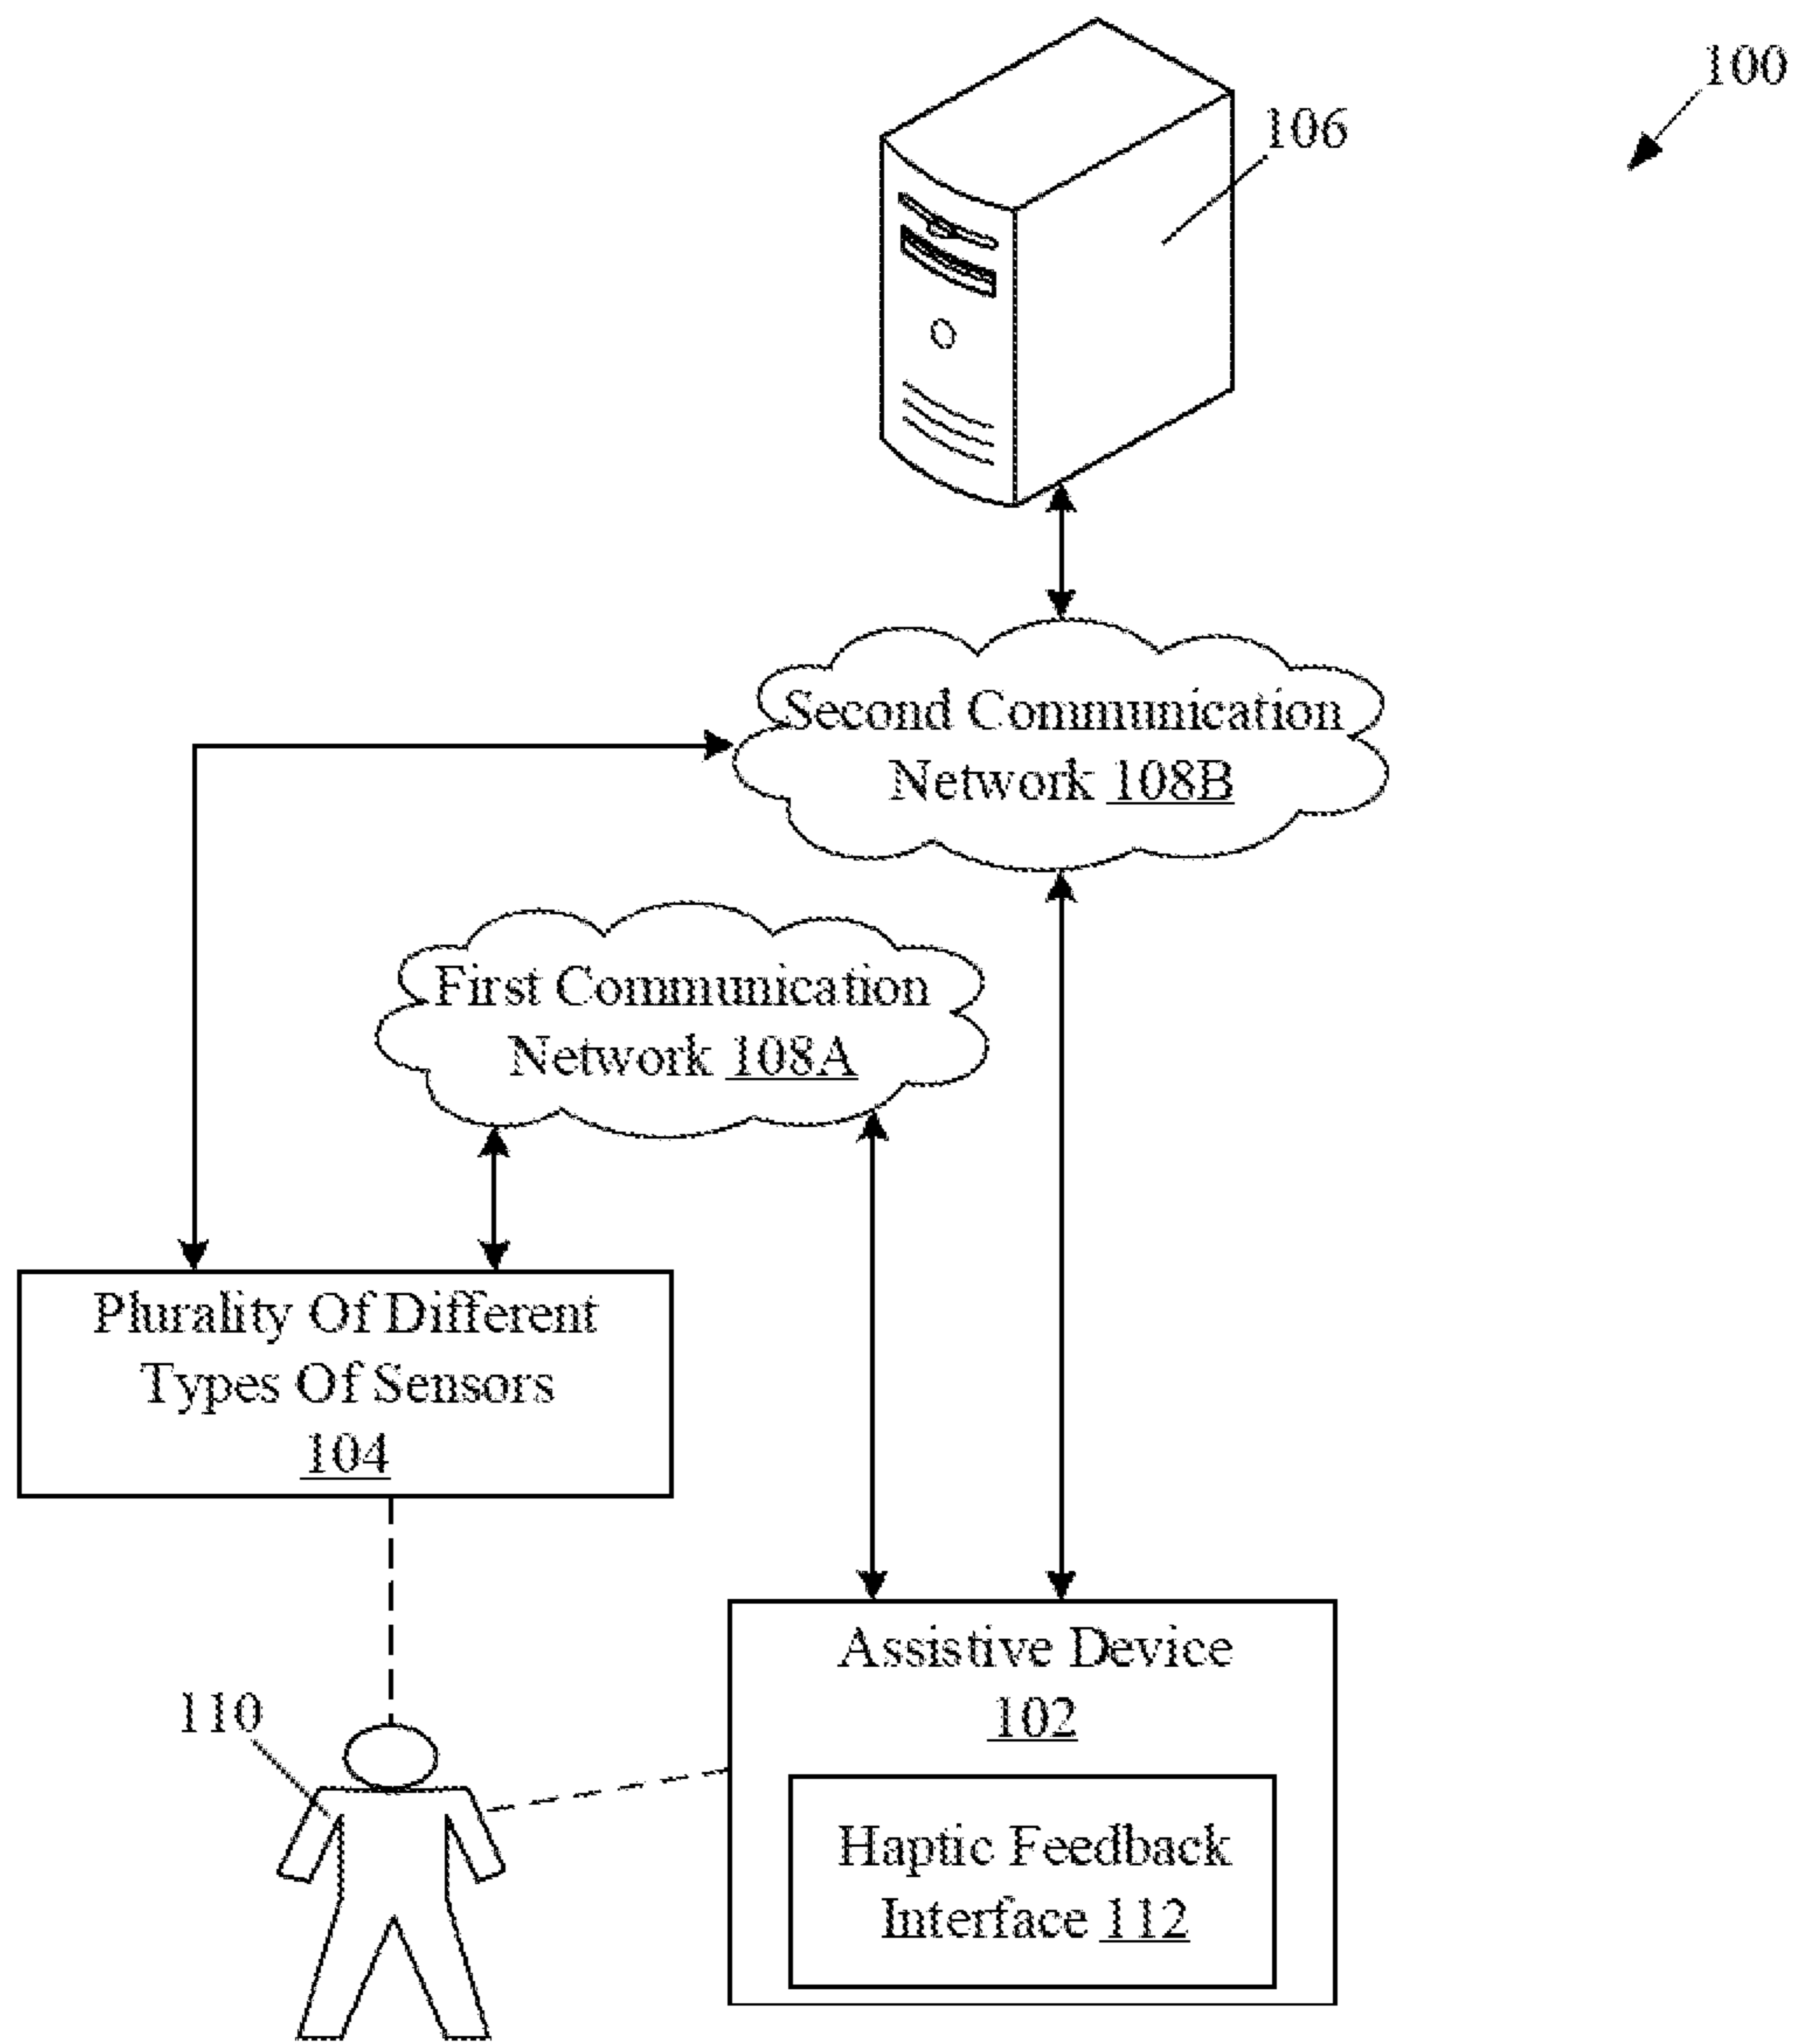 100
106
Second Communication
Network 108B
First Communication
Network 108A
Plurality Of Different
Types Of Sensors
104
Assistive Device
102
110
Haptic Feedback
Interface 112